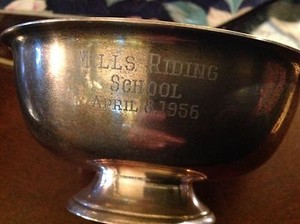 MILLS RIDING
SCHOOL
APRIL 8, 1956